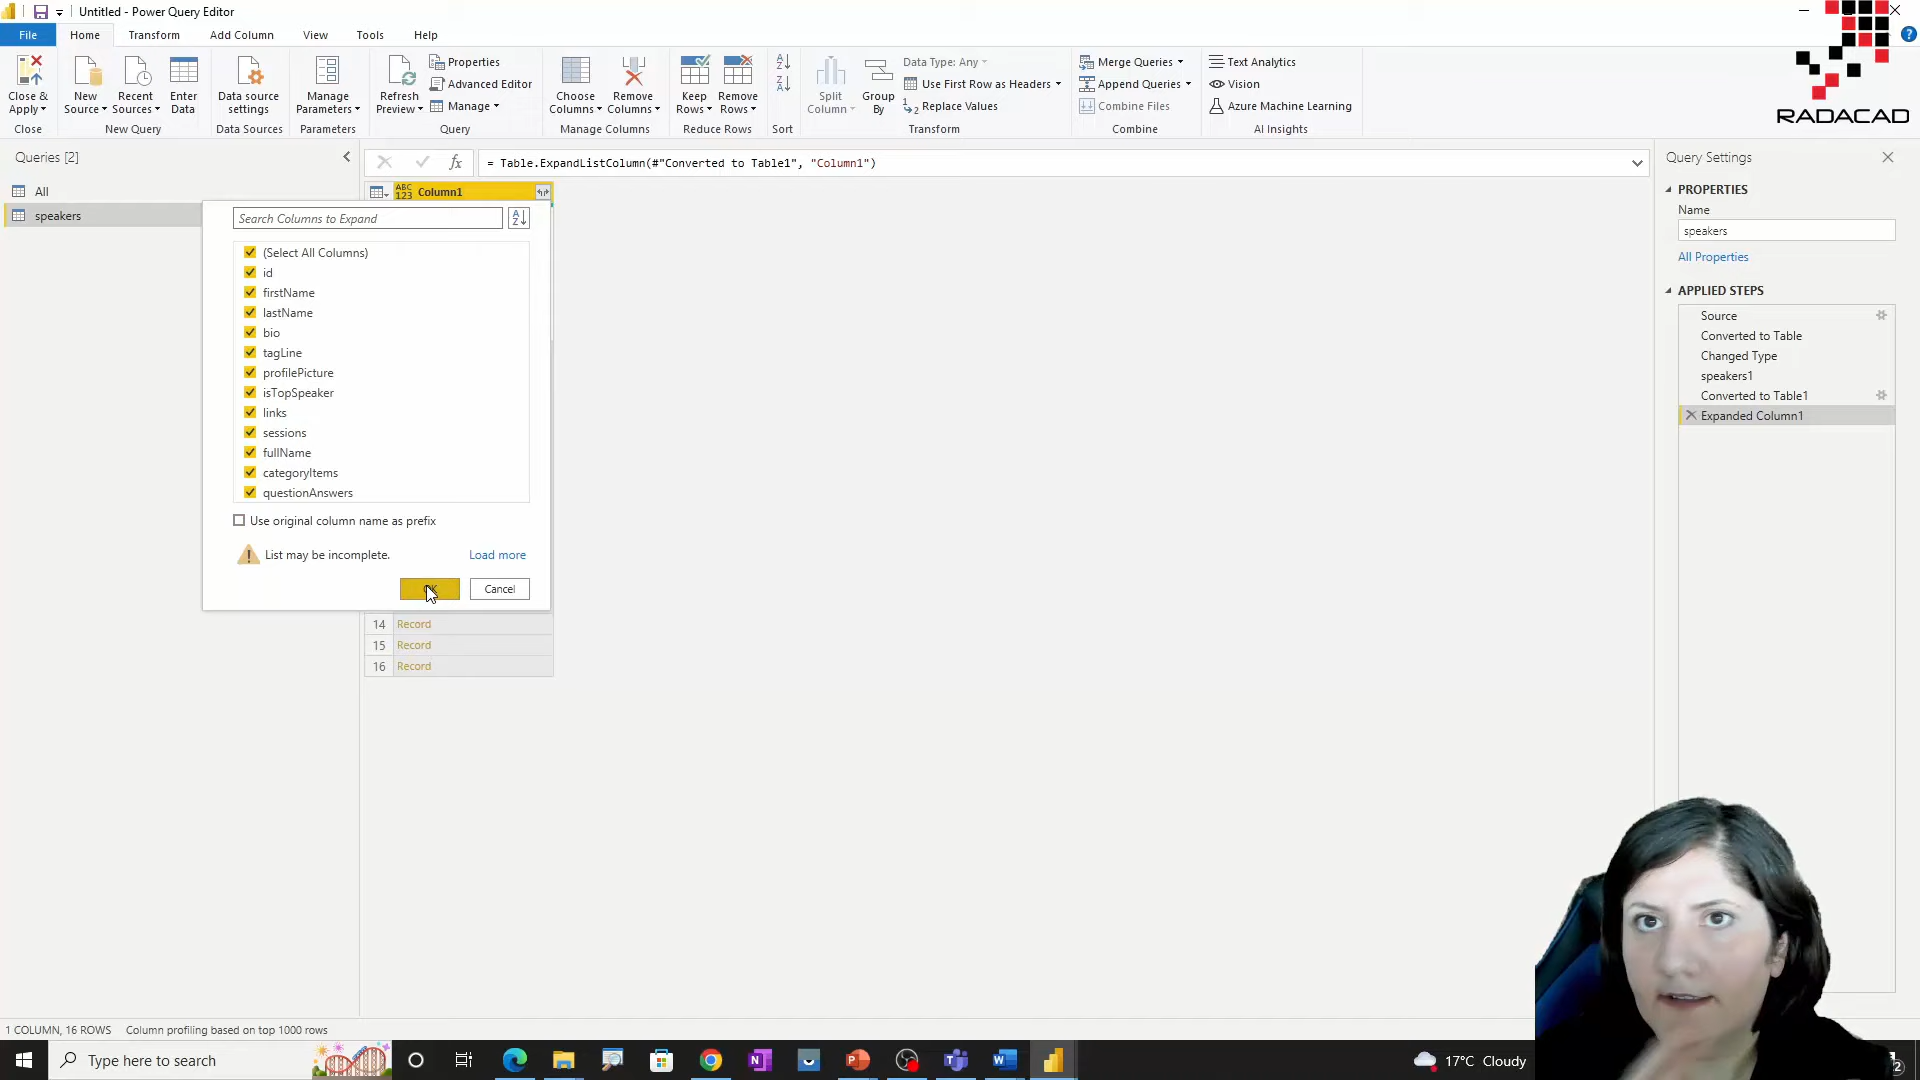 Untitled - Power Query Editor
File Home Transform Add Column View Tools Help
Close & Apply
New Source
Recent Sources
Enter Data
Data source settings
Manage Parameters
Refresh Preview
Properties
Advanced Editor
Manage
Choose Columns
Remove Columns
Keep Rows
Remove Rows
Split Column
Group By
Data Type: Any
Use First Row as Headers
Replace Values
Merge Queries
Append Queries
Combine Files
Text Analytics
Vision
Azure Machine Learning
Close
New Query
Data Sources
Parameters
Query
Manage Columns
Reduce Rows
Sort
Transform
Combine
AI Insights
RADACAD
Queries [2]
All
speakers
fx
= Table.ExpandListColumn(#"Converted to Table1", "Column1")
ABC 123 Column1
Search Columns to Expand
(Select All Columns)
id
firstName
lastName
bio
tagLine
profilePicture
isTopSpeaker
links
sessions
fullName
categoryItems
questionAnswers
Use original column name as prefix
List may be incomplete. Load more
Cancel
14 Record
15 Record
16 Record
Query Settings
PROPERTIES
Name
speakers
All Properties
APPLIED STEPS
Source
Converted to Table
Changed Type
speakers1
Converted to Table1
Expanded Column1
1 COLUMN, 16 ROWS Column profiling based on top 1000 rows
Type here to search
17°C Cloudy